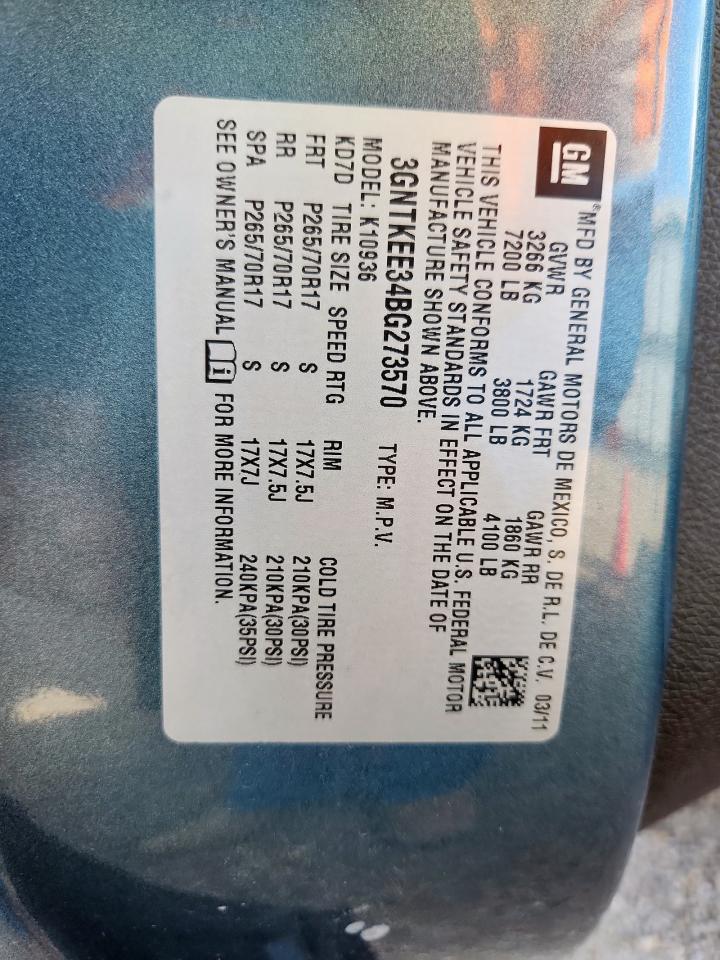 GM
®MFD BY GENERAL MOTORS DE MEXICO, S. DE R.L. DE C.V. 03/11
GVWR GAWR FRT GAWR RR
3266 KG 1724 KG 1860 KG
7200 LB 3800 LB 4100 LB
THIS VEHICLE CONFORMS TO ALL APPLICABLE U.S. FEDERAL MOTOR
VEHICLE SAFETY STANDARDS IN EFFECT ON THE DATE OF
MANUFACTURE SHOWN ABOVE.
3GNTKEE34BG273570 TYPE: M.P.V.
MODEL: K10936
KD7D TIRE SIZE SPEED RTG RIM COLD TIRE PRESSURE
FRT P265/70R17 S 17X7.5J 210KPA(30PSI)
RR P265/70R17 S 17X7.5J 210KPA(30PSI)
SPA P265/70R17 S 17X7J 240KPA(35PSI)
SEE OWNER'S MANUAL FOR MORE INFORMATION.